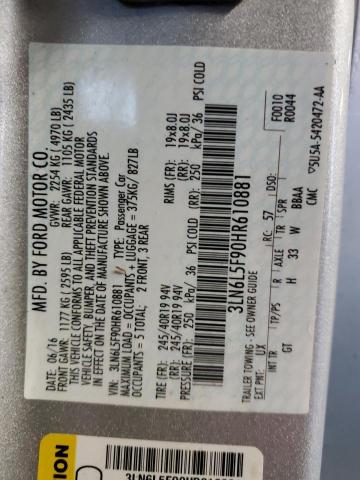 MFD. BY FORD MOTOR CO.
06/16 GVWR: 2254 KG ( 4970 LB)
FRONT GAWR: 1177 KG ( 2595 LB) REAR GAWR: 1105 KG ( 2435 LB)
THIS VEHICLE CONFORMS TO ALL APPLICABLE FEDERAL MOTOR
VEHICLE SAFETY, BUMPER, AND THEFT PREVENTION STANDARDS
IN EFFECT ON THE DATE OF MANUFACTURE SHOWN ABOVE.
VIN: 3LN6L5F90HR610881 TYPE: Passenger Car
MAXIMUM LOAD = OCCUPANTS + LUGGAGE = 375KG/ 827LB
OCCUPANTS = 5 TOTAL: 2 FRONT, 3 REAR
TIRE (FR): 245/40R19 94V RIMS (FR): 19x8.0J
(RR): 245/40R19 94V (RR): 19x8.0J
PRESSURE (FR): 250 kPa/ 36 PSI COLD (RR): 250 kPa/ 36 PSI COLD
3LN6L5F90HR610881
F0010
R0044
TRAILER TOWING - SEE OWNER GUIDE
EXT PNT: UX RC: 57 DSO:
INT TR TP/PS R AXLE TR SPR
GT H 33 W BBAA
CMC 5U5A-5420472-AA
ION